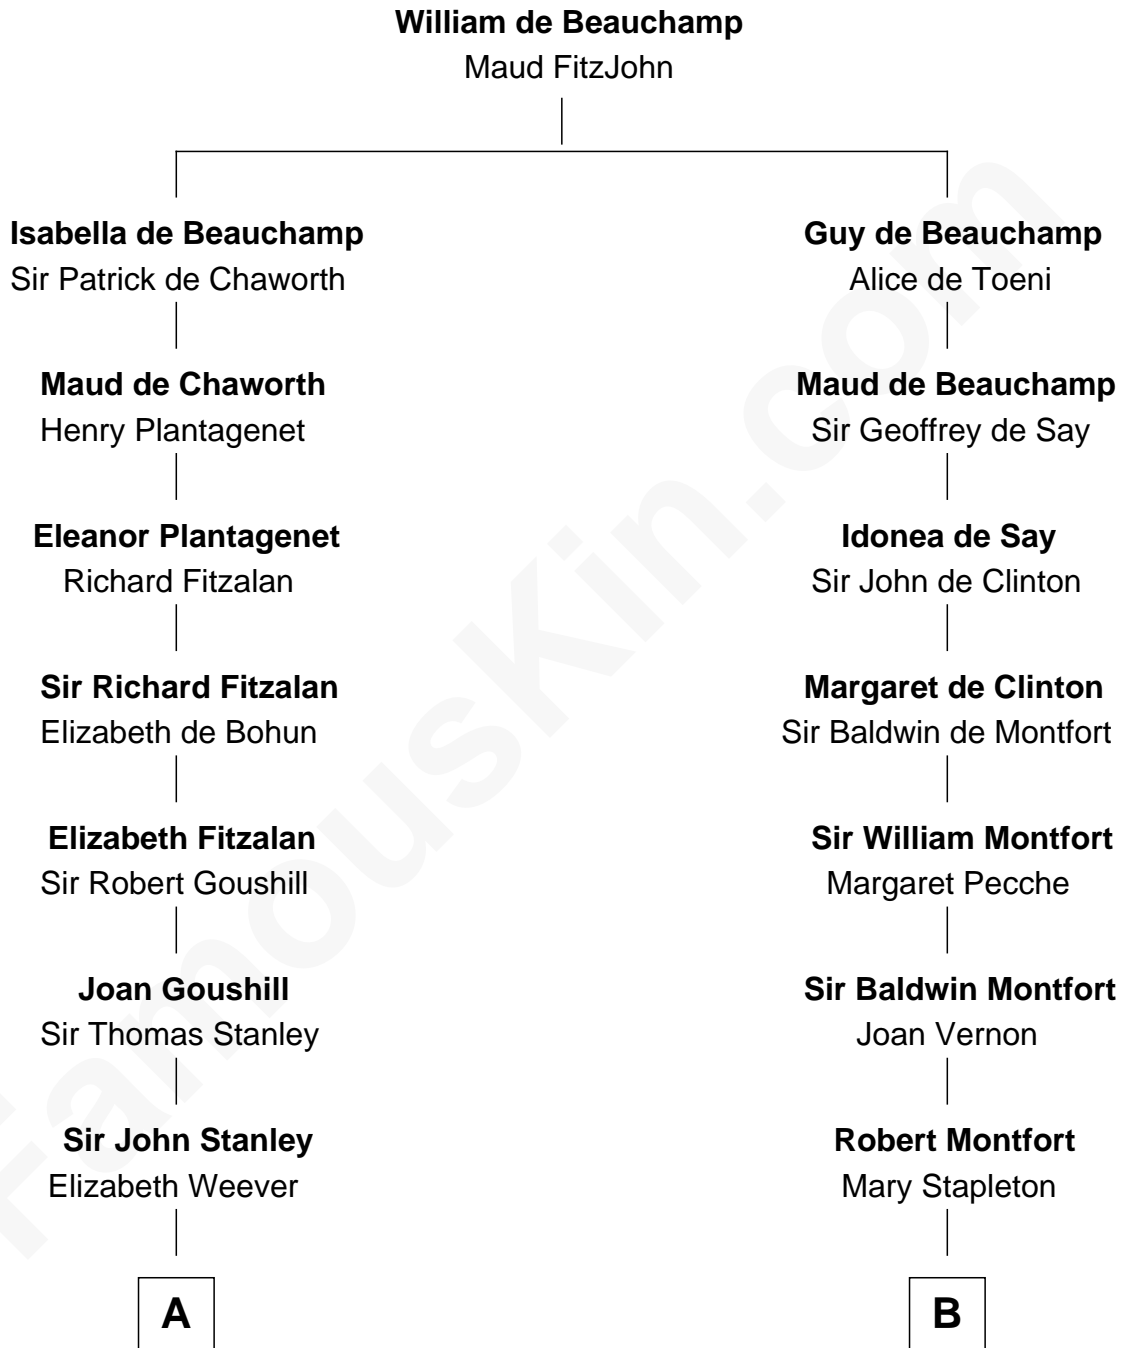 William de Beauchamp
Maud FitzJohn
Isabella de Beauchamp
Sir Patrick de Chaworth
Maud de Chaworth
Henry Plantagenet
Eleanor Plantagenet
Richard Fitzalan
Sir Richard Fitzalan
Elizabeth de Bohun
Elizabeth Fitzalan
Sir Robert Goushill
Joan Goushill
Sir Thomas Stanley
Sir John Stanley
Elizabeth Weever
A
Guy de Beauchamp
Alice de Toeni
Maud de Beauchamp
Sir Geoffrey de Say
Idonea de Say
Sir John de Clinton
Margaret de Clinton
Sir Baldwin de Montfort
Sir William Montfort
Margaret Pecche
Sir Baldwin Montfort
Joan Vernon
Robert Montfort
Mary Stapleton
B
FamousKin.com